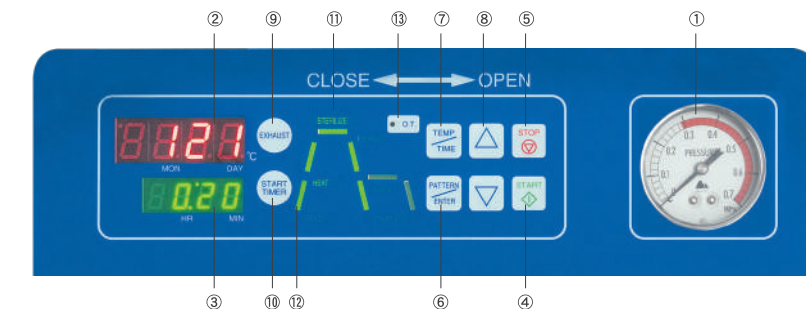 ② ⑨ ⑪ ⑬ ⑦ ⑧ ⑤ ①
CLOSE OPEN
STERILIZE
121 °C
MON DAY
EXHAUST
O.T.
TEMP
TIME
STOP
HEAT
0:20
HR MIN
START
TIMER
PATTERN
ENTER
START
0 0.1 0.2 0.3 0.4 0.5 0.6 0.7
PRESSURE
MPa
③ ⑩ ⑫ ⑥ ④